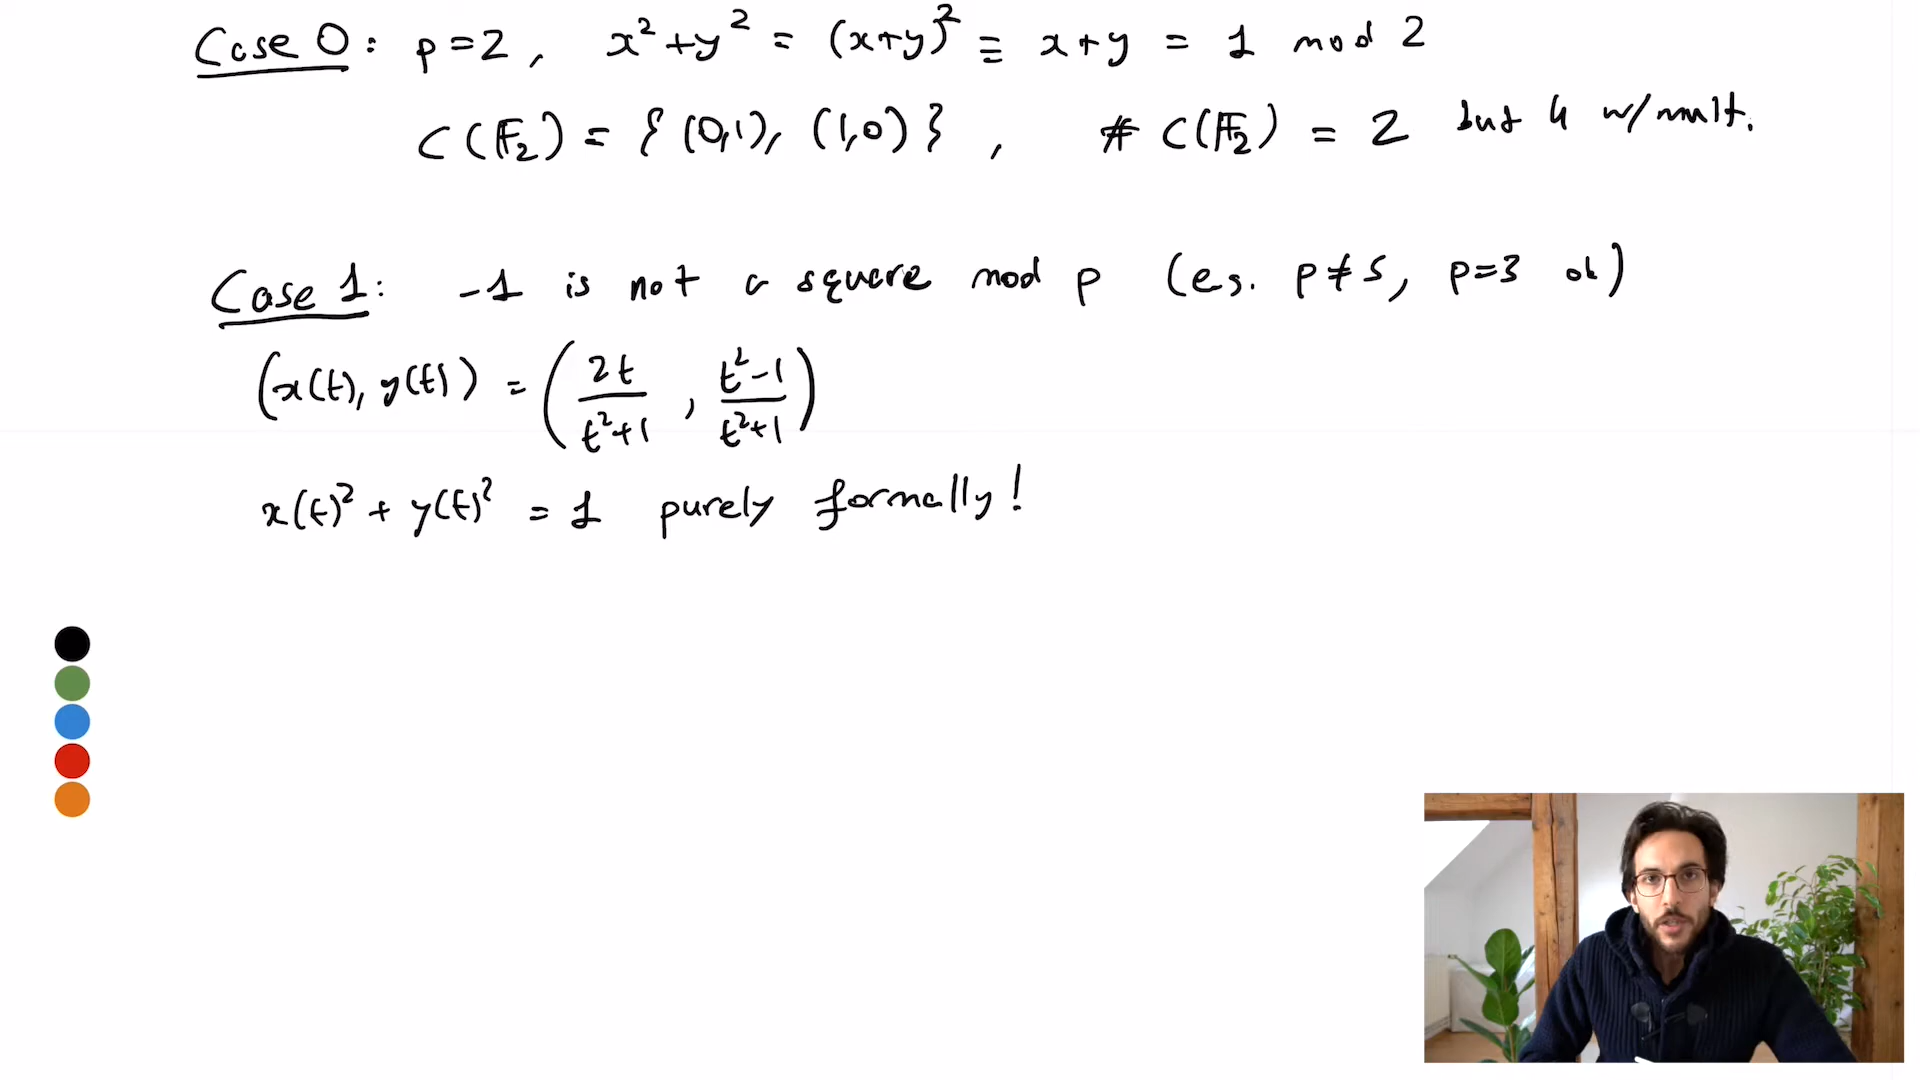 Case 0: p=2, x²+y² = (x+y)² ≡ x+y = 1 mod 2
C(𝔽₂) = {(0,1), (1,0)}, # C(𝔽₂) = 2 but 4 w/ mult.
Case 1: -1 is not a square mod p (e.g. p≠5, p=3 ok)
(x(t), y(t)) = (2t/(t²+1), (t²-1)/(t²+1))
x(t)² + y(t)² = 1 purely formally!